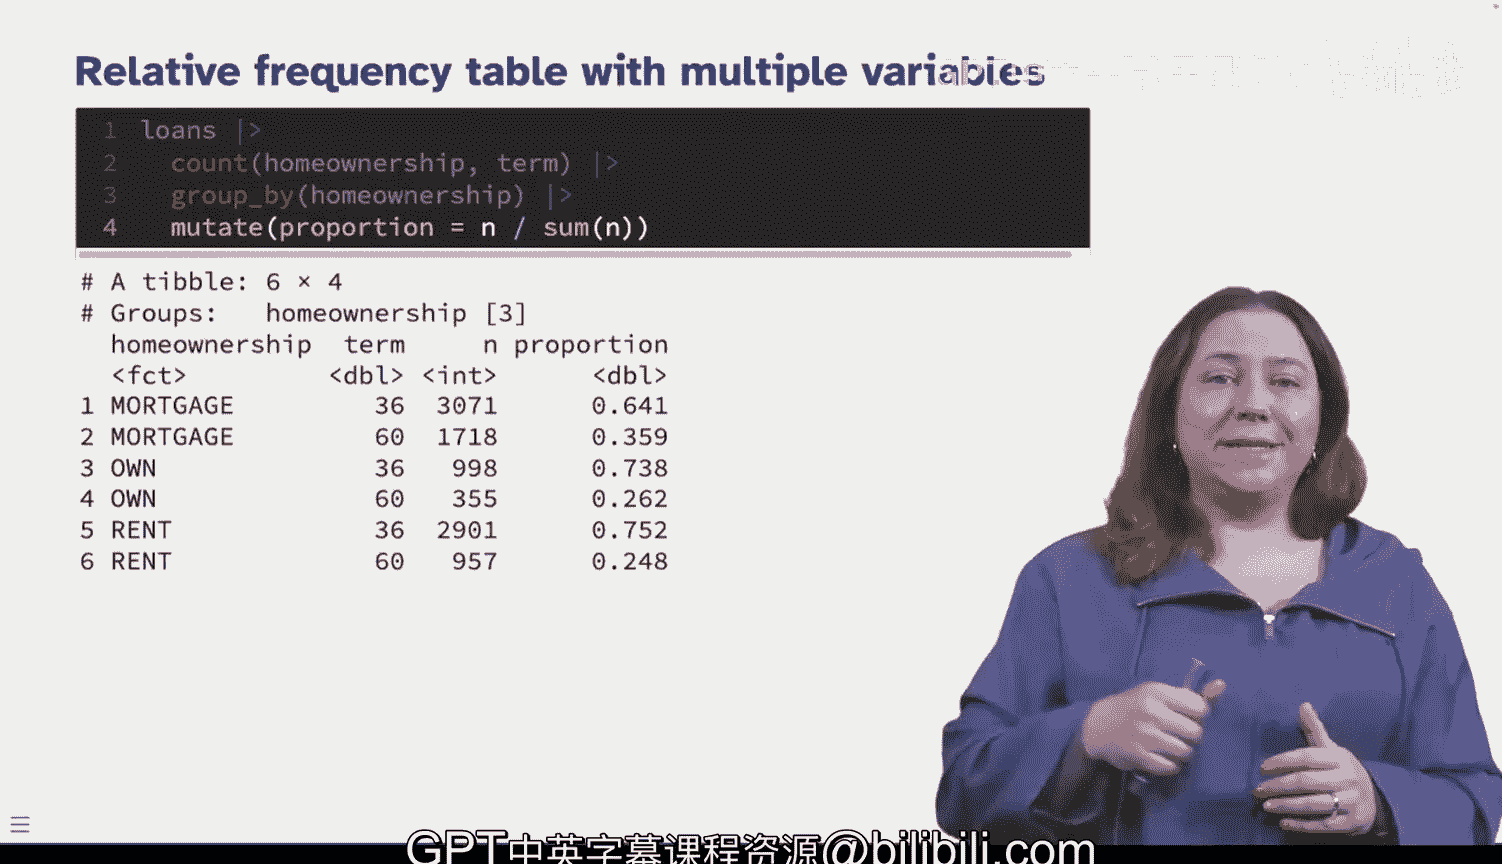 Relative frequency table with multiple variables
1 loans |>
2 count(homeownership, term) |>
3 group_by(homeownership) |>
4 mutate(proportion = n / sum(n))
# A tibble: 6 × 4
# Groups: homeownership [3]
homeownership term n proportion
<fct> <dbl> <int> <dbl>
1 MORTGAGE 36 3071 0.641
2 MORTGAGE 60 1718 0.359
3 OWN 36 998 0.738
4 OWN 60 355 0.262
5 RENT 36 2901 0.752
6 RENT 60 957 0.248
GPT中英字幕课程资源@bilibili.com